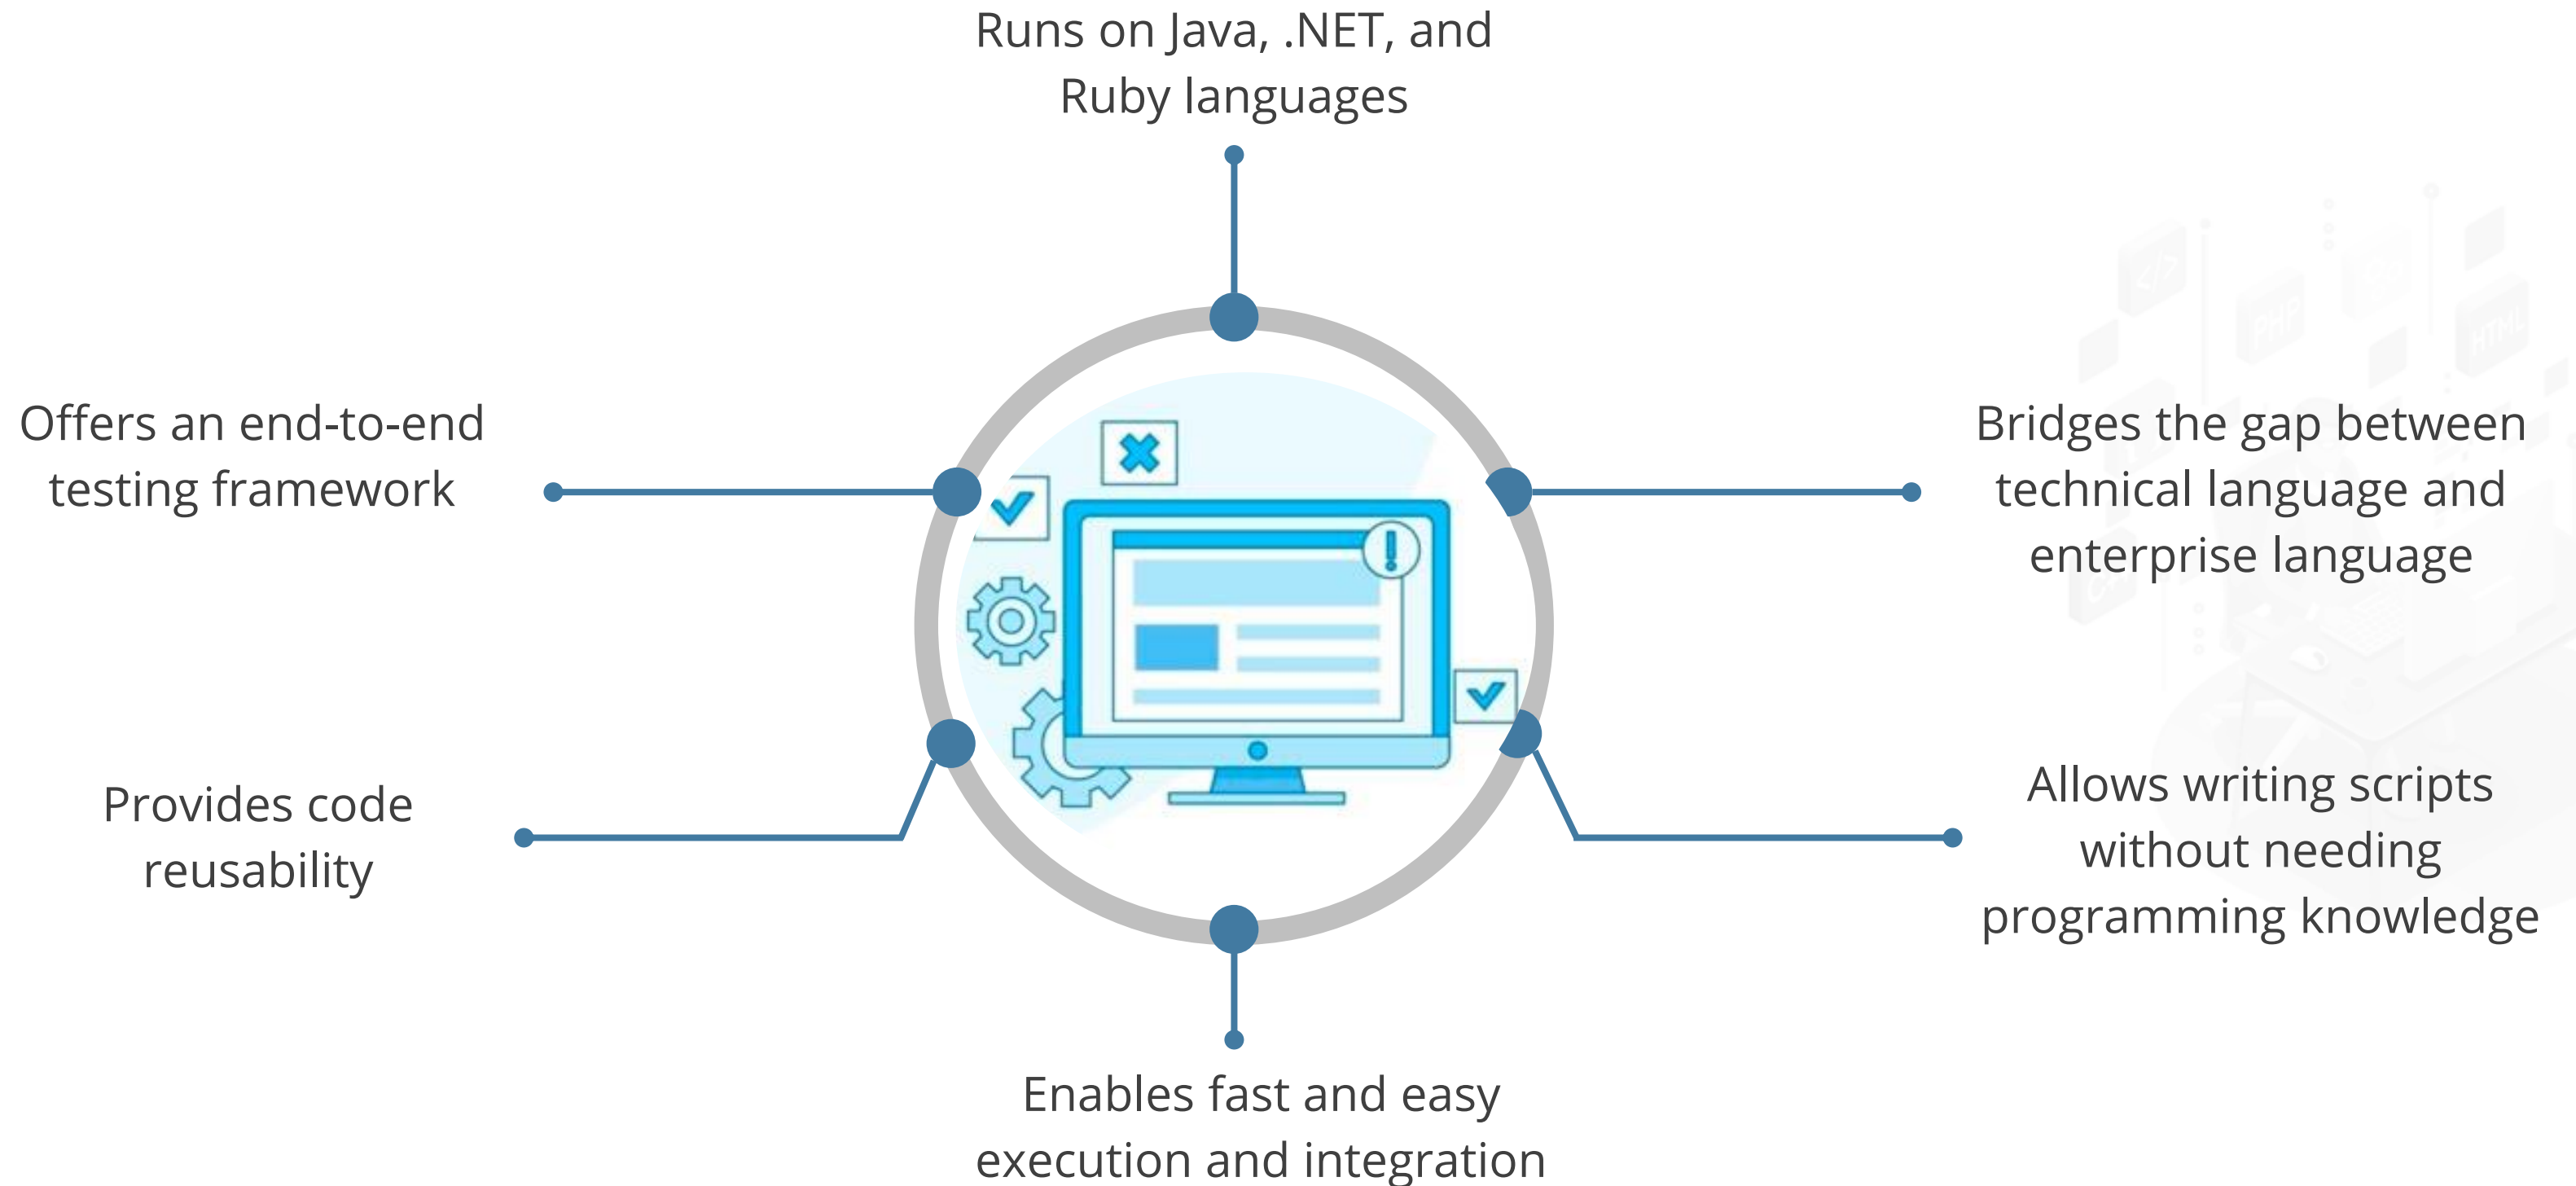 Runs on Java, .NET, and
Ruby languages
Offers an end-to-end
testing framework
Bridges the gap between
technical language and
enterprise language
Provides code
reusability
Allows writing scripts
without needing
programming knowledge
Enables fast and easy
execution and integration
</>
PHP
HTML
C++